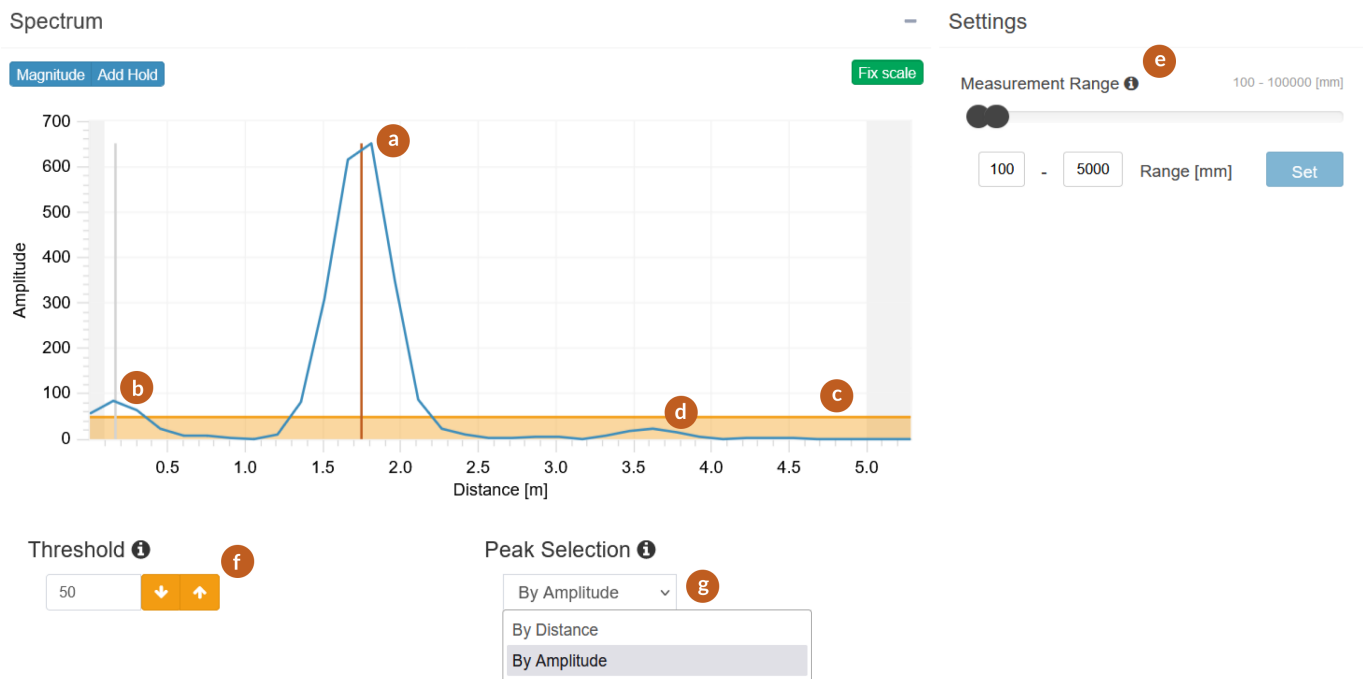 Spectrum
Settings
Magnitude Add Hold
Fix scale
e
Measurement Range
100 - 100000 [mm]
100 - 5000 Range [mm] Set
Amplitude
700
600
500
400
300
200
100
0
a
b
c
d
0.5 1.0 1.5 2.0 2.5 3.0 3.5 4.0 4.5 5.0
Distance [m]
Threshold
f
50
Peak Selection
By Amplitude
g
By Distance
By Amplitude